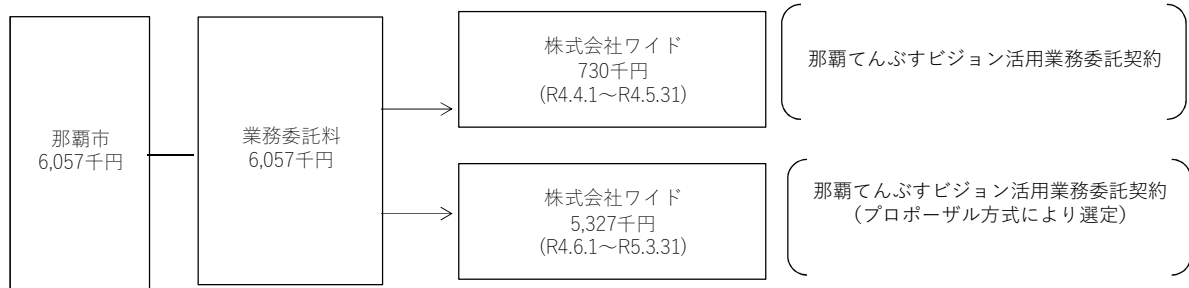 那覇市
6,057千円
業務委託料
6,057千円
株式会社ワイド
730千円
(R4.4.1～R4.5.31)
那覇てんぶすビジョン活用業務委託契約
株式会社ワイド
5,327千円
(R4.6.1～R5.3.31)
那覇てんぶすビジョン活用業務委託契約
(プロポーザル方式により選定)